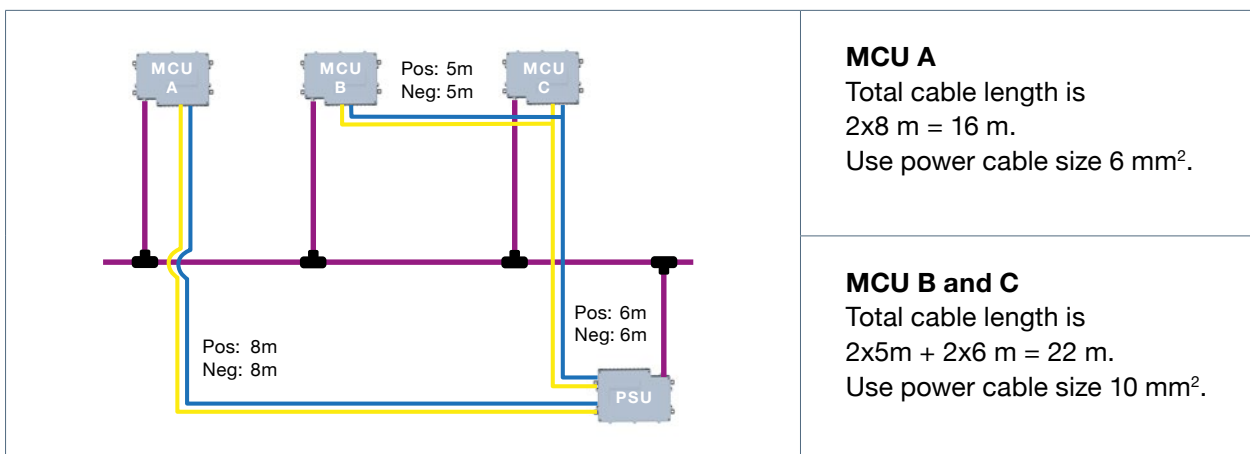 MCU
A
MCU
B
Pos: 5m
Neg: 5m
MCU
C
Pos: 6m
Neg: 6m
Pos: 8m
Neg: 8m
PSU
MCU A
Total cable length is
2x8 m = 16 m.
Use power cable size 6 mm².
MCU B and C
Total cable length is
2x5m + 2x6 m = 22 m.
Use power cable size 10 mm².